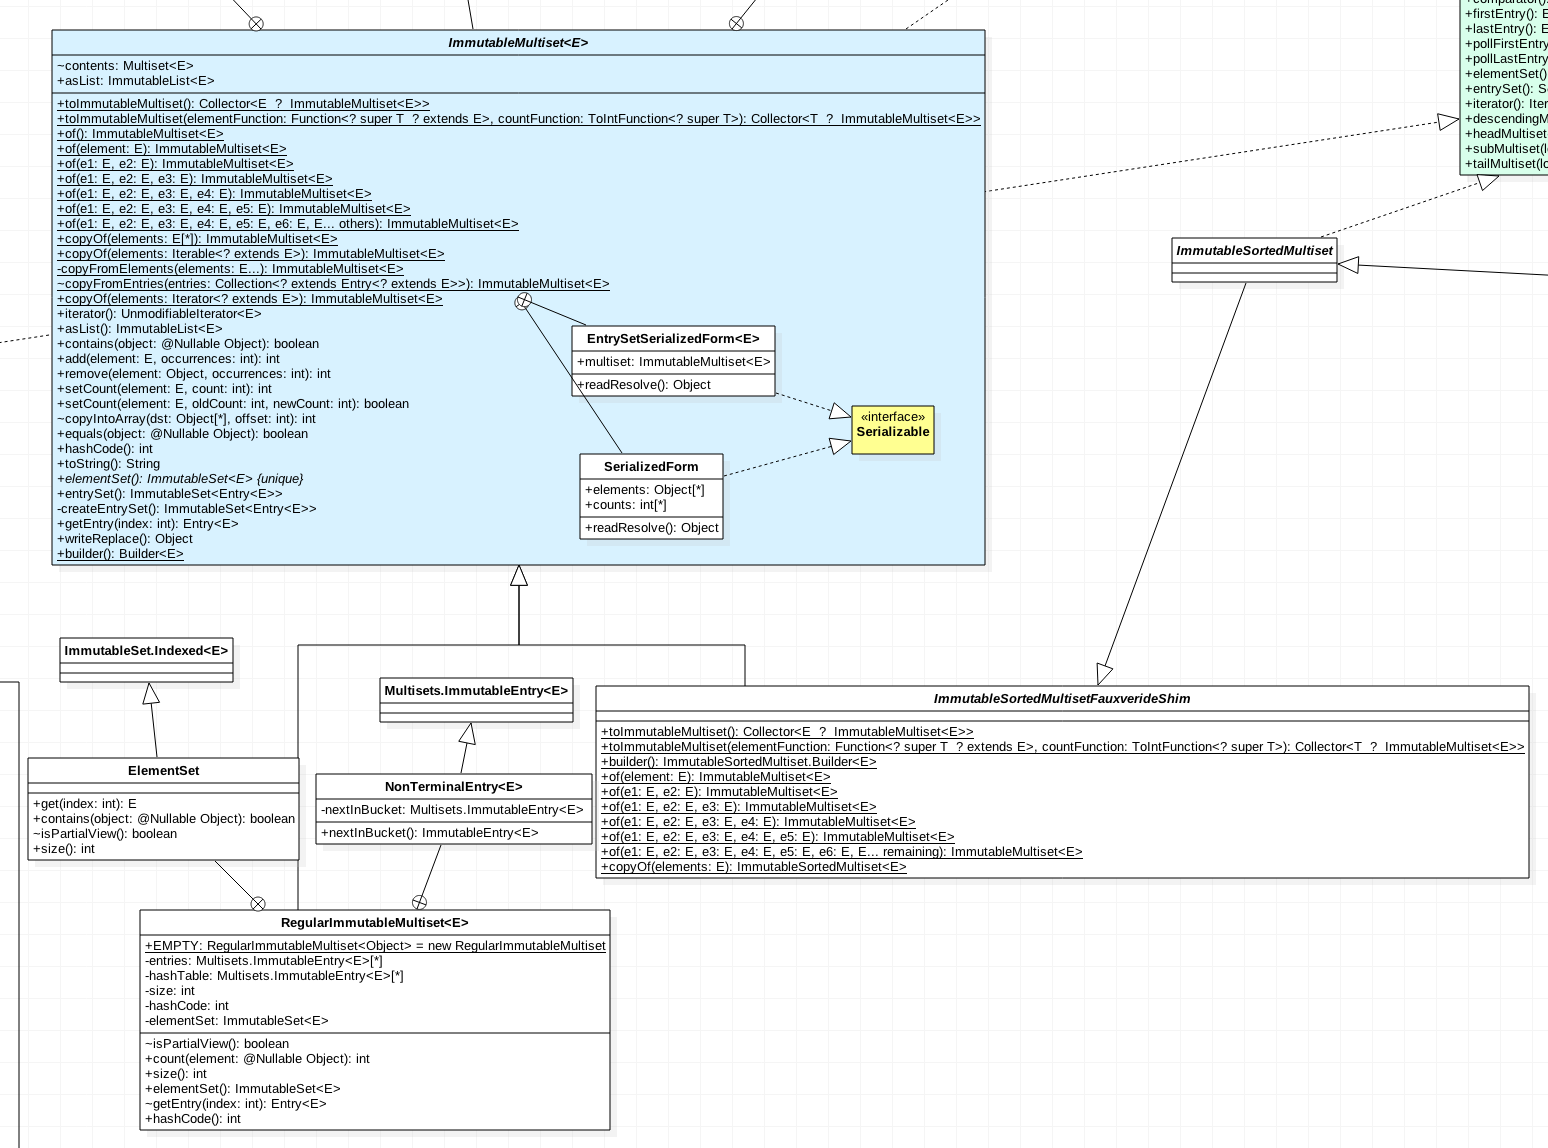 ImmutableMultiset<E>
~contents: Multiset<E>
+asList: ImmutableList<E>
+toImmutableMultiset(): Collector<E ? ImmutableMultiset<E>>
+toImmutableMultiset(elementFunction: Function<? super T ? extends E>, countFunction: ToIntFunction<? super T>): Collector<T ? ImmutableMultiset<E>>
+of(): ImmutableMultiset<E>
+of(element: E): ImmutableMultiset<E>
+of(e1: E, e2: E): ImmutableMultiset<E>
+of(e1: E, e2: E, e3: E): ImmutableMultiset<E>
+of(e1: E, e2: E, e3: E, e4: E): ImmutableMultiset<E>
+of(e1: E, e2: E, e3: E, e4: E, e5: E): ImmutableMultiset<E>
+of(e1: E, e2: E, e3: E, e4: E, e5: E, e6: E, E... others): ImmutableMultiset<E>
+copyOf(elements: E[*]): ImmutableMultiset<E>
+copyOf(elements: Iterable<? extends E>): ImmutableMultiset<E>
-copyFromElements(elements: E...): ImmutableMultiset<E>
~copyFromEntries(entries: Collection<? extends Entry<? extends E>>): ImmutableMultiset<E>
+copyOf(elements: Iterator<? extends E>): ImmutableMultiset<E>
+iterator(): UnmodifiableIterator<E>
+asList(): ImmutableList<E>
+contains(object: @Nullable Object): boolean
+add(element: E, occurrences: int): int
+remove(element: Object, occurrences: int): int
+setCount(element: E, count: int): int
+setCount(element: E, oldCount: int, newCount: int): boolean
~copyIntoArray(dst: Object[*], offset: int): int
+equals(object: @Nullable Object): boolean
+hashCode(): int
+toString(): String
+elementSet(): ImmutableSet<E> {unique}
+entrySet(): ImmutableSet<Entry<E>>
-createEntrySet(): ImmutableSet<Entry<E>>
+getEntry(index: int): Entry<E>
+writeReplace(): Object
+builder(): Builder<E>
EntrySetSerializedForm<E>
+multiset: ImmutableMultiset<E>
+readResolve(): Object
«interface»
Serializable
SerializedForm
+elements: Object[*]
+counts: int[*]
+readResolve(): Object
+firstEntry(): E
+lastEntry(): E
+pollFirstEntry
+pollLastEntry
+elementSet()
+entrySet(): S
+iterator(): Iter
+descendingM
+headMultiset
+subMultiset(l
+tailMultiset(lo
ImmutableSortedMultiset
ImmutableSet.Indexed<E>
Multisets.ImmutableEntry<E>
ImmutableSortedMultisetFauxverideShim
+toImmutableMultiset(): Collector<E ? ImmutableMultiset<E>>
+toImmutableMultiset(elementFunction: Function<? super T ? extends E>, countFunction: ToIntFunction<? super T>): Collector<T ? ImmutableMultiset<E>>
+builder(): ImmutableSortedMultiset.Builder<E>
+of(element: E): ImmutableMultiset<E>
+of(e1: E, e2: E): ImmutableMultiset<E>
+of(e1: E, e2: E, e3: E): ImmutableMultiset<E>
+of(e1: E, e2: E, e3: E, e4: E): ImmutableMultiset<E>
+of(e1: E, e2: E, e3: E, e4: E, e5: E): ImmutableMultiset<E>
+of(e1: E, e2: E, e3: E, e4: E, e5: E, e6: E, E... remaining): ImmutableMultiset<E>
+copyOf(elements: E): ImmutableSortedMultiset<E>
ElementSet
+get(index: int): E
+contains(object: @Nullable Object): boolean
~isPartialView(): boolean
+size(): int
NonTerminalEntry<E>
-nextInBucket: Multisets.ImmutableEntry<E>
+nextInBucket(): ImmutableEntry<E>
RegularImmutableMultiset<E>
+EMPTY: RegularImmutableMultiset<Object> = new RegularImmutableMultiset
-entries: Multisets.ImmutableEntry<E>[*]
-hashTable: Multisets.ImmutableEntry<E>[*]
-size: int
-hashCode: int
-elementSet: ImmutableSet<E>
~isPartialView(): boolean
+count(element: @Nullable Object): int
+size(): int
+elementSet(): ImmutableSet<E>
~getEntry(index: int): Entry<E>
+hashCode(): int